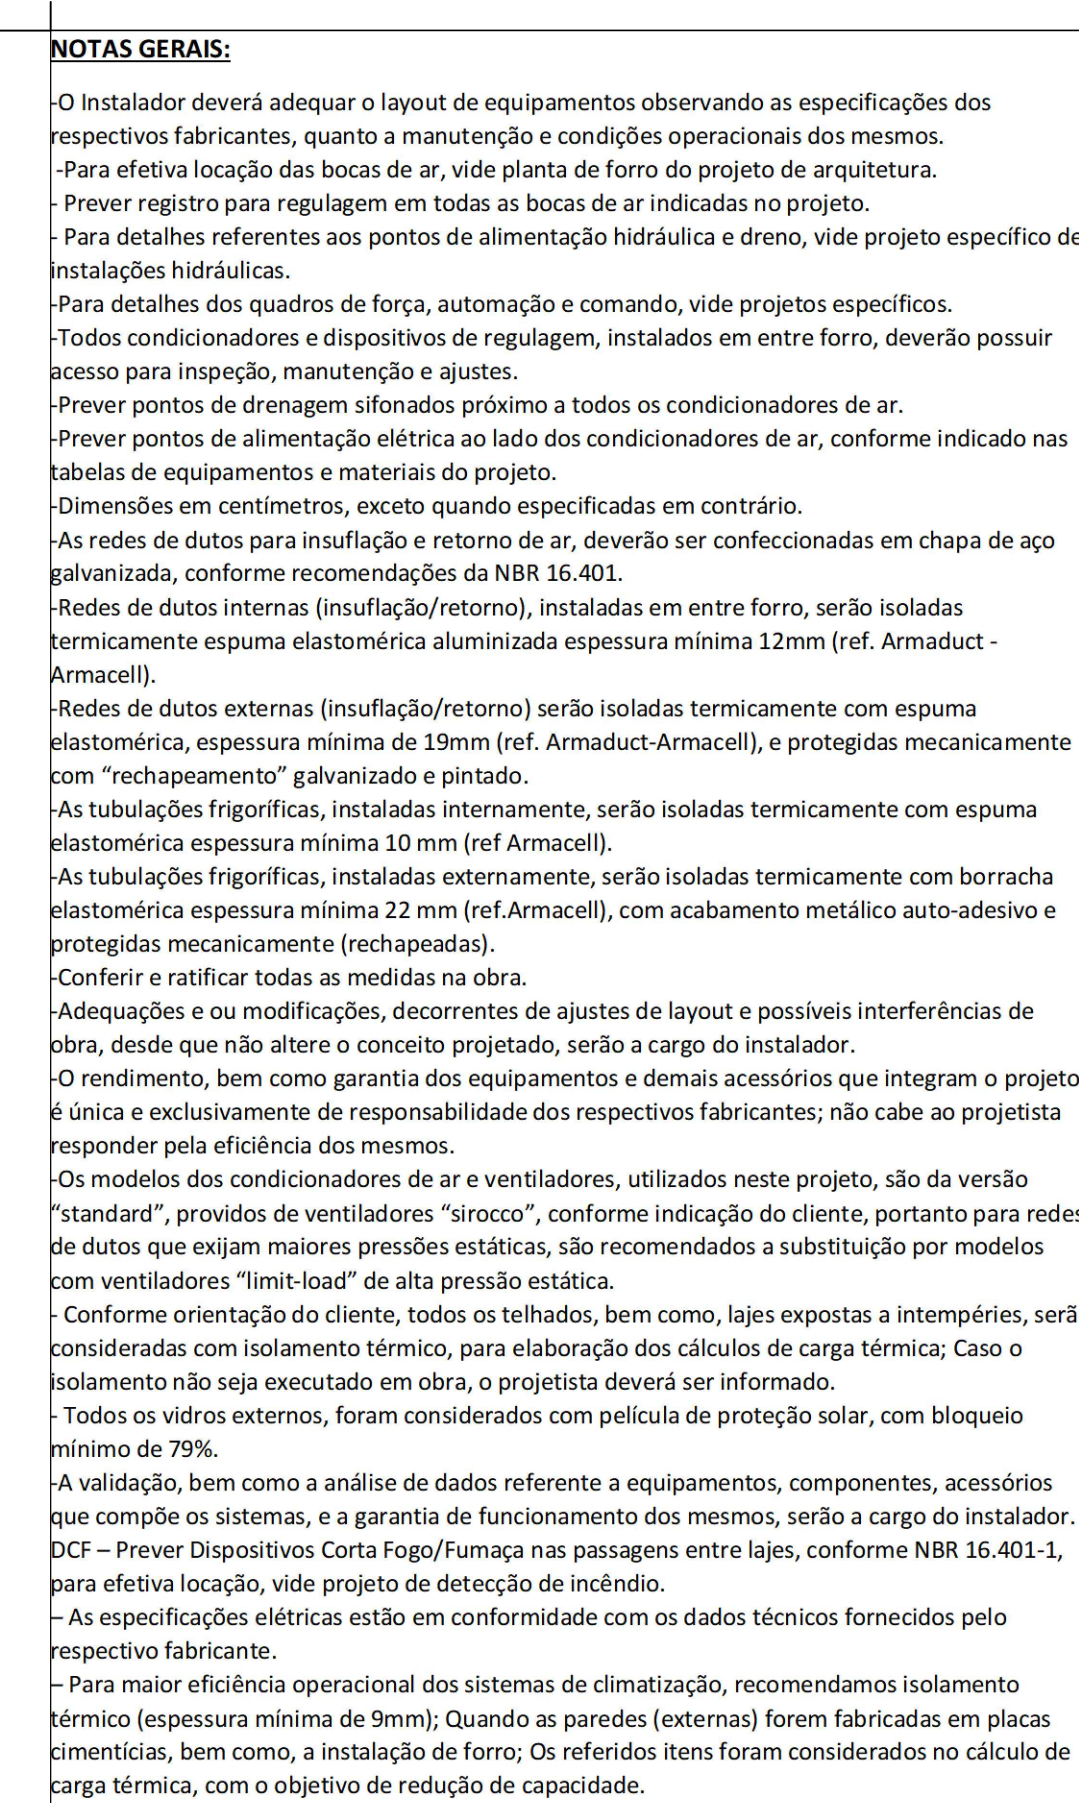 NOTAS GERAIS:
-O Instalador deverá adequar o layout de equipamentos observando as especificações dos
respectivos fabricantes, quanto a manutenção e condições operacionais dos mesmos.
-Para efetiva locação das bocas de ar, vide planta de forro do projeto de arquitetura.
- Prever registro para regulagem em todas as bocas de ar indicadas no projeto.
- Para detalhes referentes aos pontos de alimentação hidráulica e dreno, vide projeto específico de
instalações hidráulicas.
-Para detalhes dos quadros de força, automação e comando, vide projetos específicos.
-Todos condicionadores e dispositivos de regulagem, instalados em entre forro, deverão possuir
acesso para inspeção, manutenção e ajustes.
-Prever pontos de drenagem sifonados próximo a todos os condicionadores de ar.
-Prever pontos de alimentação elétrica ao lado dos condicionadores de ar, conforme indicado nas
tabelas de equipamentos e materiais do projeto.
-Dimensões em centímetros, exceto quando especificadas em contrário.
-As redes de dutos para insuflação e retorno de ar, deverão ser confeccionadas em chapa de aço
galvanizada, conforme recomendações da NBR 16.401.
-Redes de dutos internas (insuflação/retorno), instaladas em entre forro, serão isoladas
termicamente espuma elastomérica aluminizada espessura mínima 12mm (ref. Armaduct -
Armacell).
-Redes de dutos externas (insuflação/retorno) serão isoladas termicamente com espuma
elastomérica, espessura mínima de 19mm (ref. Armaduct-Armacell), e protegidas mecanicamente
com “rechapeamento” galvanizado e pintado.
-As tubulações frigoríficas, instaladas internamente, serão isoladas termicamente com espuma
elastomérica espessura mínima 10 mm (ref Armacell).
-As tubulações frigoríficas, instaladas externamente, serão isoladas termicamente com borracha
elastomérica espessura mínima 22 mm (ref.Armacell), com acabamento metálico auto-adesivo e
protegidas mecanicamente (rechapeadas).
-Conferir e ratificar todas as medidas na obra.
-Adequações e ou modificações, decorrentes de ajustes de layout e possíveis interferências de
obra, desde que não altere o conceito projetado, serão a cargo do instalador.
-O rendimento, bem como garantia dos equipamentos e demais acessórios que integram o projeto
é única e exclusivamente de responsabilidade dos respectivos fabricantes; não cabe ao projetista
responder pela eficiência dos mesmos.
-Os modelos dos condicionadores de ar e ventiladores, utilizados neste projeto, são da versão
“standard”, providos de ventiladores “sirocco”, conforme indicação do cliente, portanto para redes
de dutos que exijam maiores pressões estáticas, são recomendados a substituição por modelos
com ventiladores “limit-load” de alta pressão estática.
- Conforme orientação do cliente, todos os telhados, bem como, lajes expostas a intempéries, serã
consideradas com isolamento térmico, para elaboração dos cálculos de carga térmica; Caso o
isolamento não seja executado em obra, o projetista deverá ser informado.
- Todos os vidros externos, foram considerados com película de proteção solar, com bloqueio
mínimo de 79%.
-A validação, bem como a análise de dados referente a equipamentos, componentes, acessórios
que compõe os sistemas, e a garantia de funcionamento dos mesmos, serão a cargo do instalador.
DCF – Prever Dispositivos Corta Fogo/Fumaça nas passagens entre lajes, conforme NBR 16.401-1,
para efetiva locação, vide projeto de detecção de incêndio.
– As especificações elétricas estão em conformidade com os dados técnicos fornecidos pelo
respectivo fabricante.
– Para maior eficiência operacional dos sistemas de climatização, recomendamos isolamento
térmico (espessura mínima de 9mm); Quando as paredes (externas) forem fabricadas em placas
cimentícias, bem como, a instalação de forro; Os referidos itens foram considerados no cálculo de
carga térmica, com o objetivo de redução de capacidade.